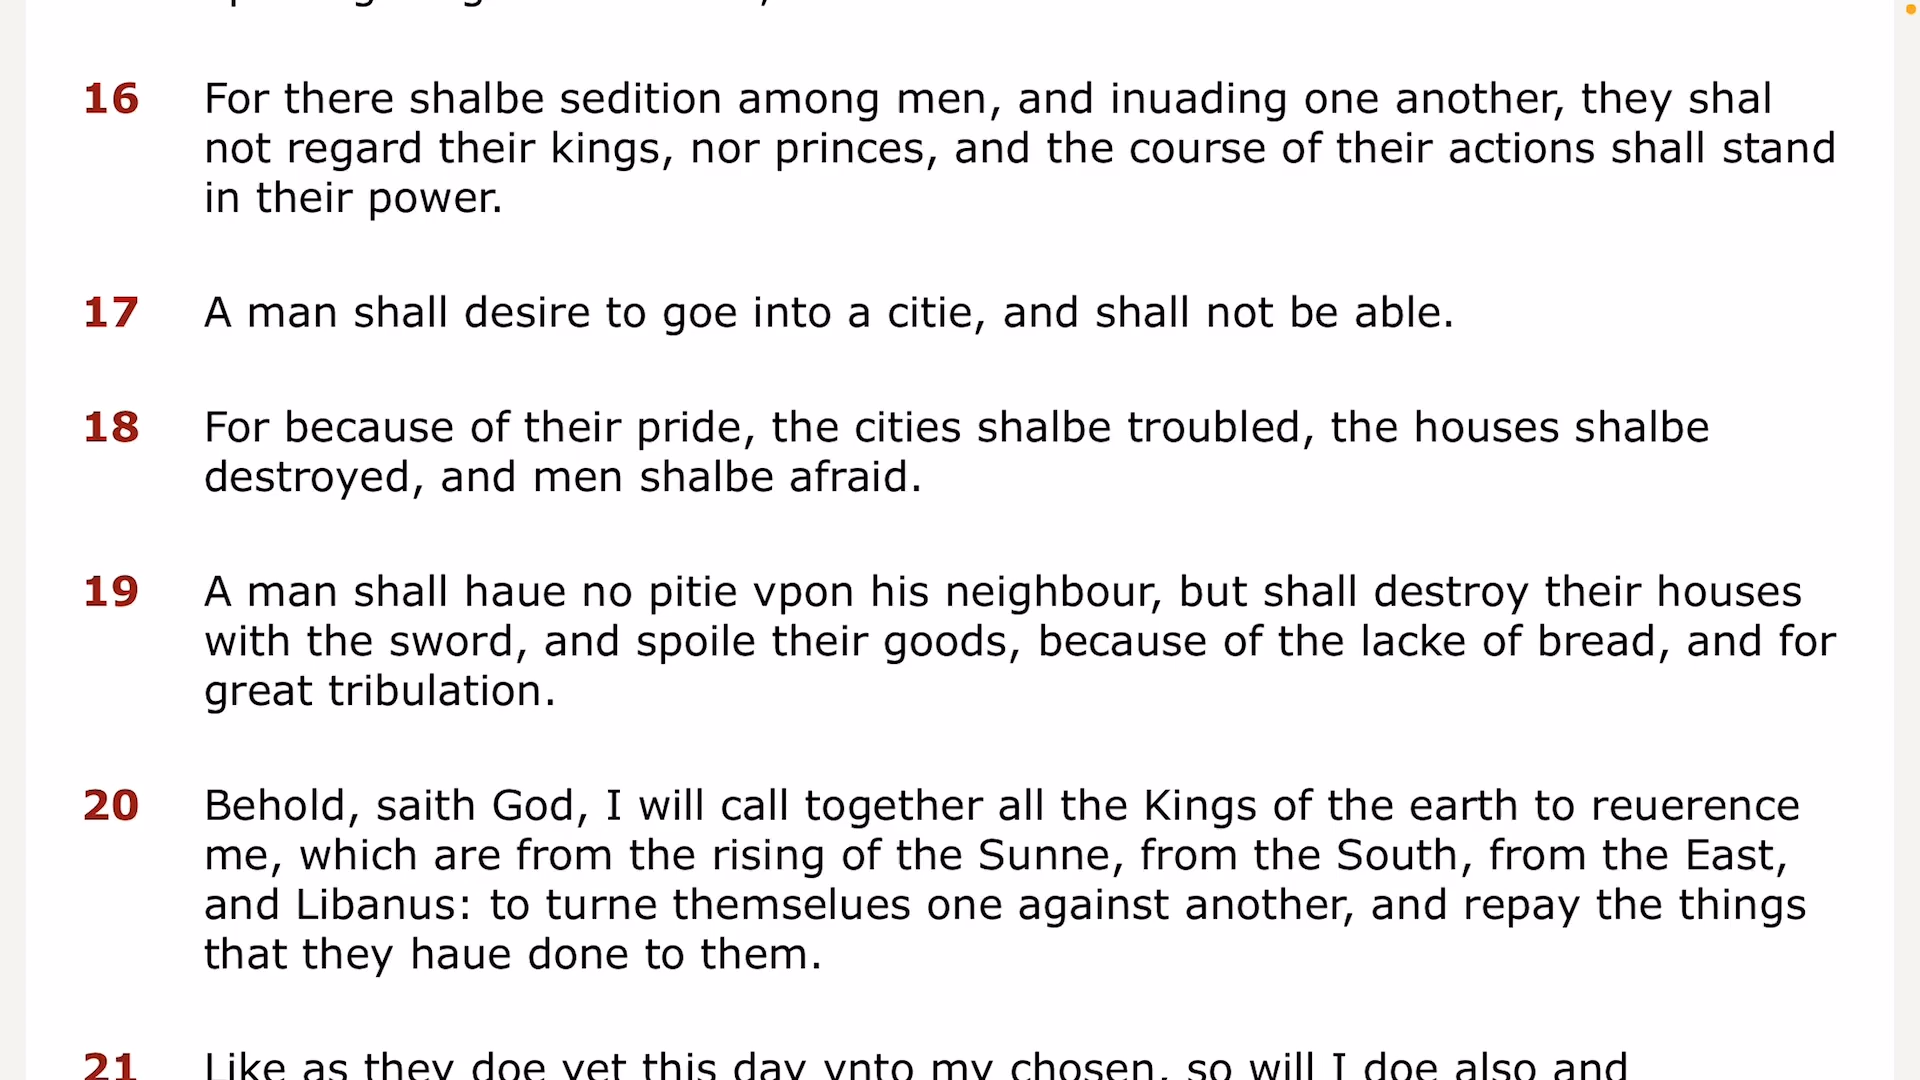 16 For there shalbe sedition among men, and inuading one another, they shal
not regard their kings, nor princes, and the course of their actions shall stand
in their power.
17 A man shall desire to goe into a citie, and shall not be able.
18 For because of their pride, the cities shalbe troubled, the houses shalbe
destroyed, and men shalbe afraid.
19 A man shall haue no pitie vpon his neighbour, but shall destroy their houses
with the sword, and spoile their goods, because of the lacke of bread, and for
great tribulation.
20 Behold, saith God, I will call together all the Kings of the earth to reuerence
me, which are from the rising of the Sunne, from the South, from the East,
and Libanus: to turne themselues one against another, and repay the things
that they haue done to them.
21 Like as they doe yet this day vnto my chosen, so will I doe also and